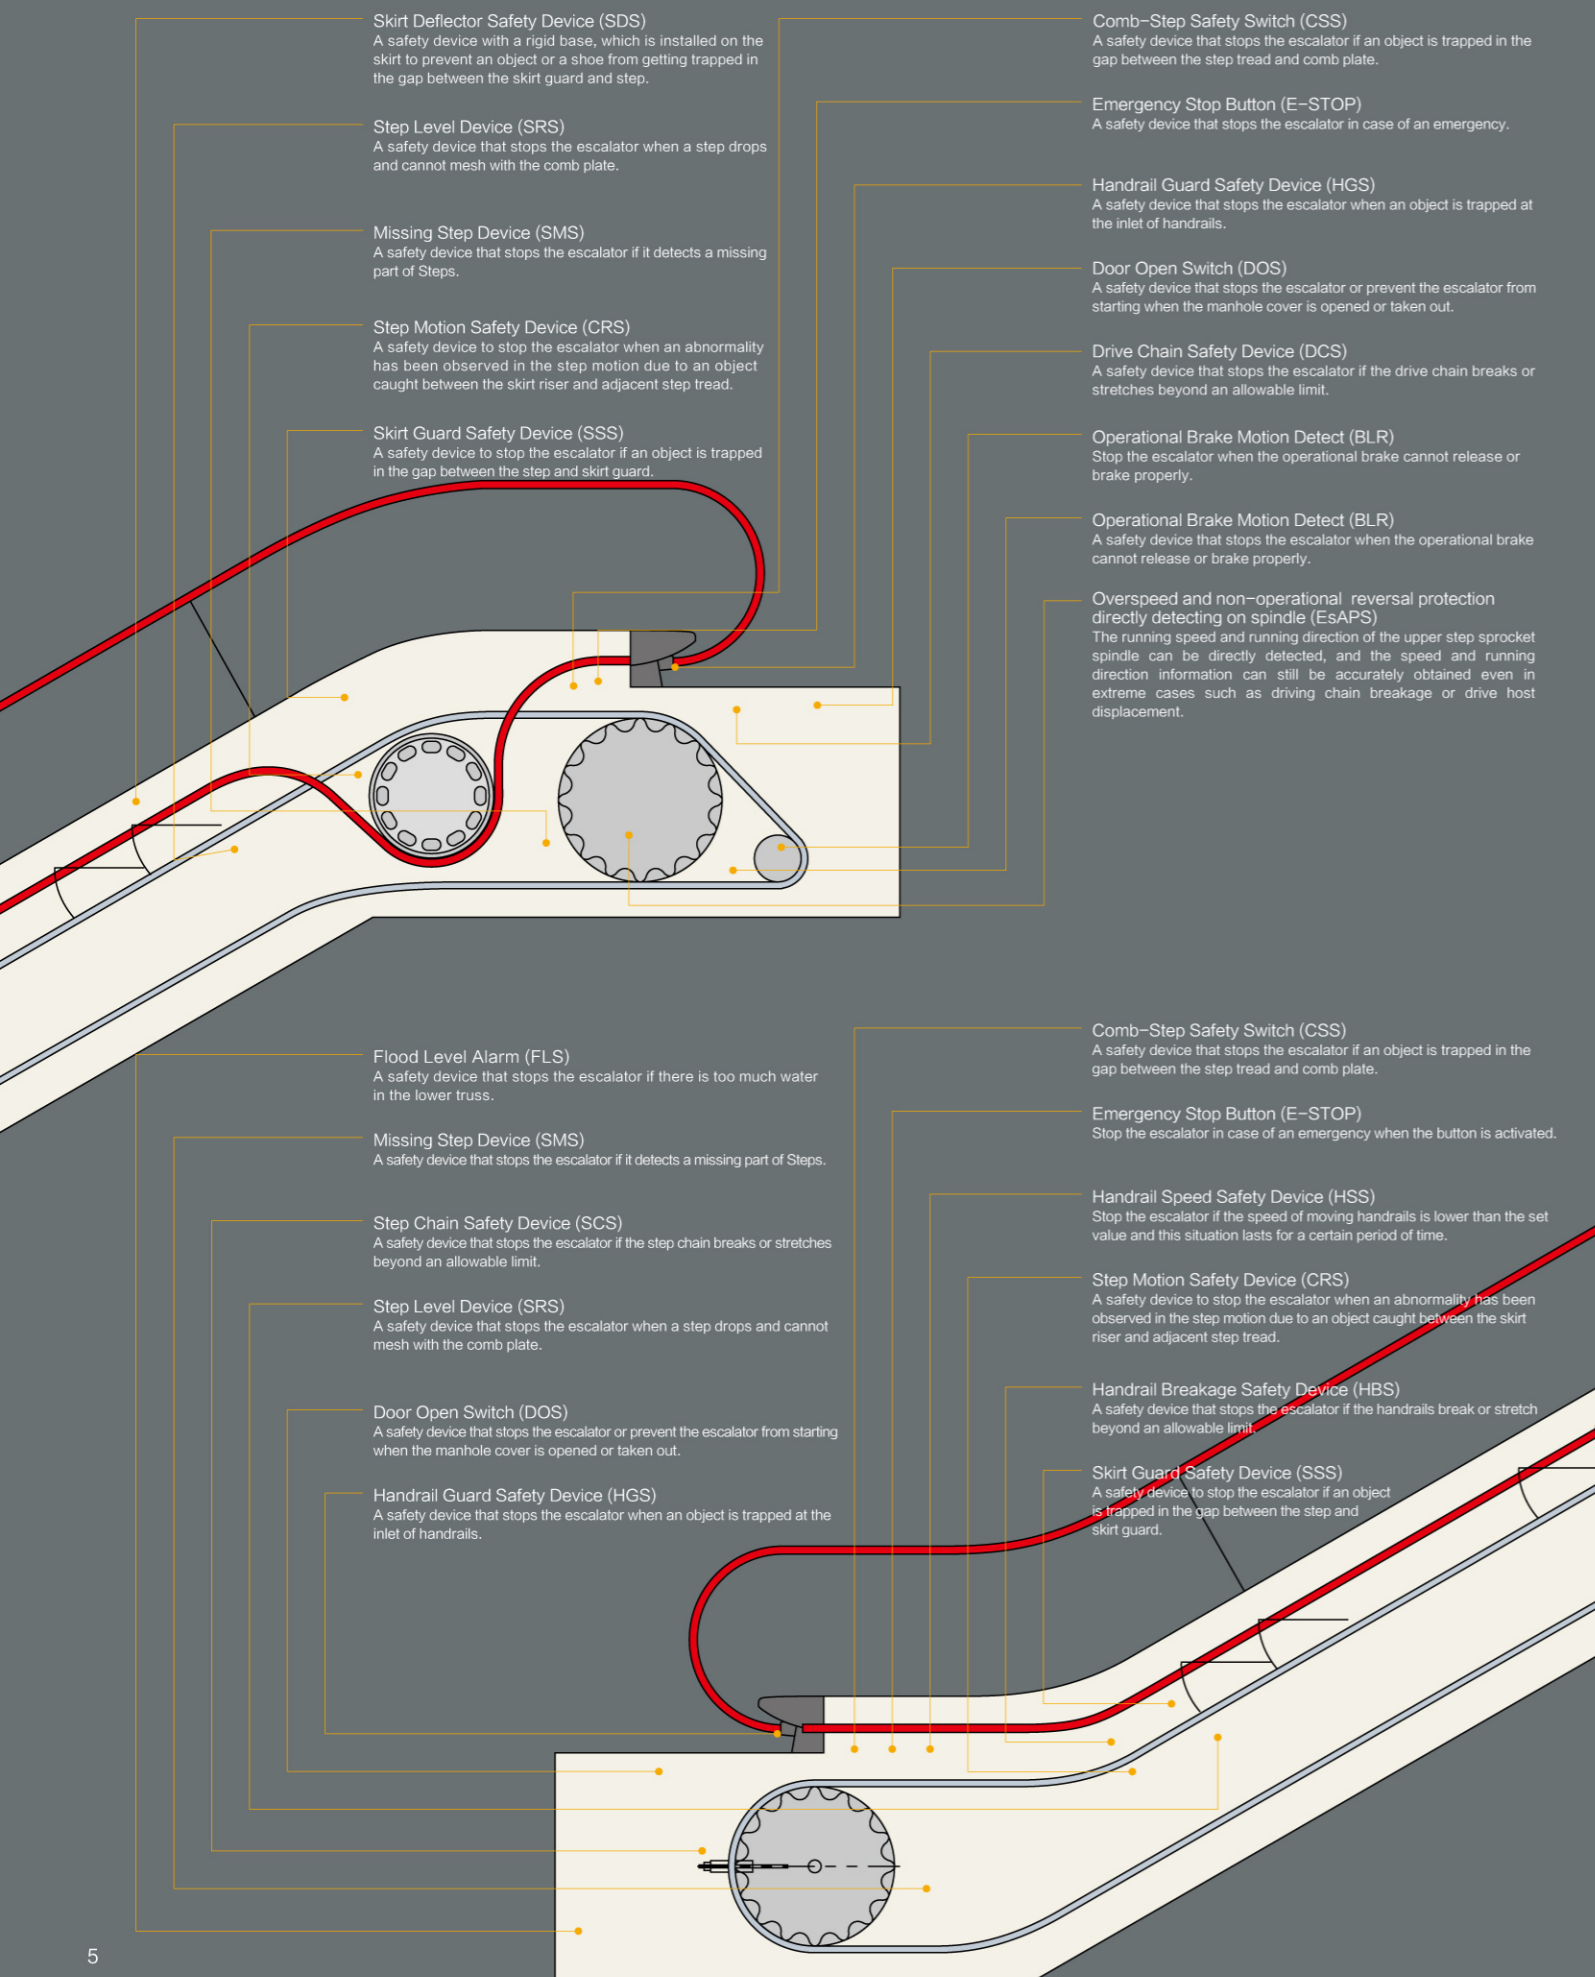 Skirt Deflector Safety Device (SDS)
A safety device with a rigid base, which is installed on the
skirt to prevent an object or a shoe from getting trapped in
the gap between the skirt guard and step.
Step Level Device (SRS)
A safety device that stops the escalator when a step drops
and cannot mesh with the comb plate.
Missing Step Device (SMS)
A safety device that stops the escalator if it detects a missing
part of Steps.
Step Motion Safety Device (CRS)
A safety device to stop the escalator when an abnormality
has been observed in the step motion due to an object
caught between the skirt riser and adjacent step tread.
Skirt Guard Safety Device (SSS)
A safety device to stop the escalator if an object is trapped
in the gap between the step and skirt guard.
Comb-Step Safety Switch (CSS)
A safety device that stops the escalator if an object is trapped in the
gap between the step tread and comb plate.
Emergency Stop Button (E-STOP)
A safety device that stops the escalator in case of an emergency.
Handrail Guard Safety Device (HGS)
A safety device that stops the escalator when an object is trapped at
the inlet of handrails.
Door Open Switch (DOS)
A safety device that stops the escalator or prevent the escalator from
starting when the manhole cover is opened or taken out.
Drive Chain Safety Device (DCS)
A safety device that stops the escalator if the drive chain breaks or
stretches beyond an allowable limit.
Operational Brake Motion Detect (BLR)
Stop the escalator when the operational brake cannot release or
brake properly.
Operational Brake Motion Detect (BLR)
A safety device that stops the escalator when the operational brake
cannot release or brake properly.
Overspeed and non-operational reversal protection
directly detecting on spindle (EsAPS)
The running speed and running direction of the upper step sprocket
spindle can be directly detected, and the speed and running
direction information can still be accurately obtained even in
extreme cases such as driving chain breakage or drive host
displacement.
Flood Level Alarm (FLS)
A safety device that stops the escalator if there is too much water
in the lower truss.
Missing Step Device (SMS)
A safety device that stops the escalator if it detects a missing part of Steps.
Step Chain Safety Device (SCS)
A safety device that stops the escalator if the step chain breaks or stretches
beyond an allowable limit.
Step Level Device (SRS)
A safety device that stops the escalator when a step drops and cannot
mesh with the comb plate.
Door Open Switch (DOS)
A safety device that stops the escalator or prevent the escalator from starting
when the manhole cover is opened or taken out.
Handrail Guard Safety Device (HGS)
A safety device that stops the escalator when an object is trapped at the
inlet of handrails.
Comb-Step Safety Switch (CSS)
A safety device that stops the escalator if an object is trapped in the
gap between the step tread and comb plate.
Emergency Stop Button (E-STOP)
Stop the escalator in case of an emergency when the button is activated.
Handrail Speed Safety Device (HSS)
Stop the escalator if the speed of moving handrails is lower than the set
value and this situation lasts for a certain period of time.
Step Motion Safety Device (CRS)
A safety device to stop the escalator when an abnormality has been
observed in the step motion due to an object caught between the skirt
riser and adjacent step tread.
Handrail Breakage Safety Device (HBS)
A safety device that stops the escalator if the handrails break or stretch
beyond an allowable limit.
Skirt Guard Safety Device (SSS)
A safety device to stop the escalator if an object
is trapped in the gap between the step and
skirt guard.
5